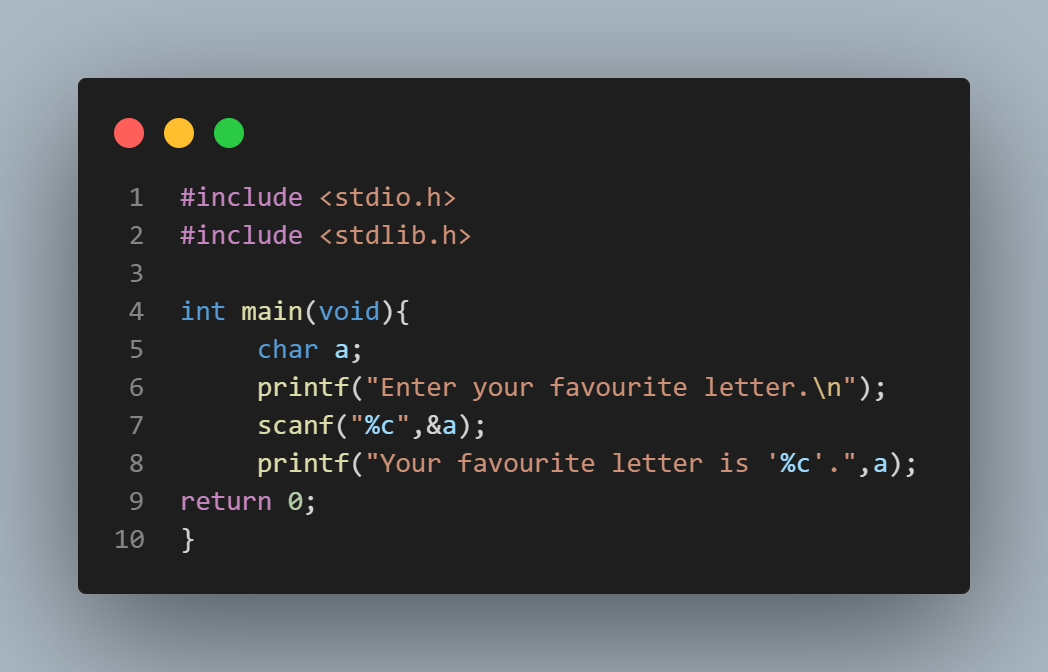 1 #include <stdio.h>
2 #include <stdlib.h>
3
4 int main(void){
5 char a;
6 printf("Enter your favourite letter.\n");
7 scanf("%c",&a);
8 printf("Your favourite letter is '%c'.",a);
9 return 0;
10 }